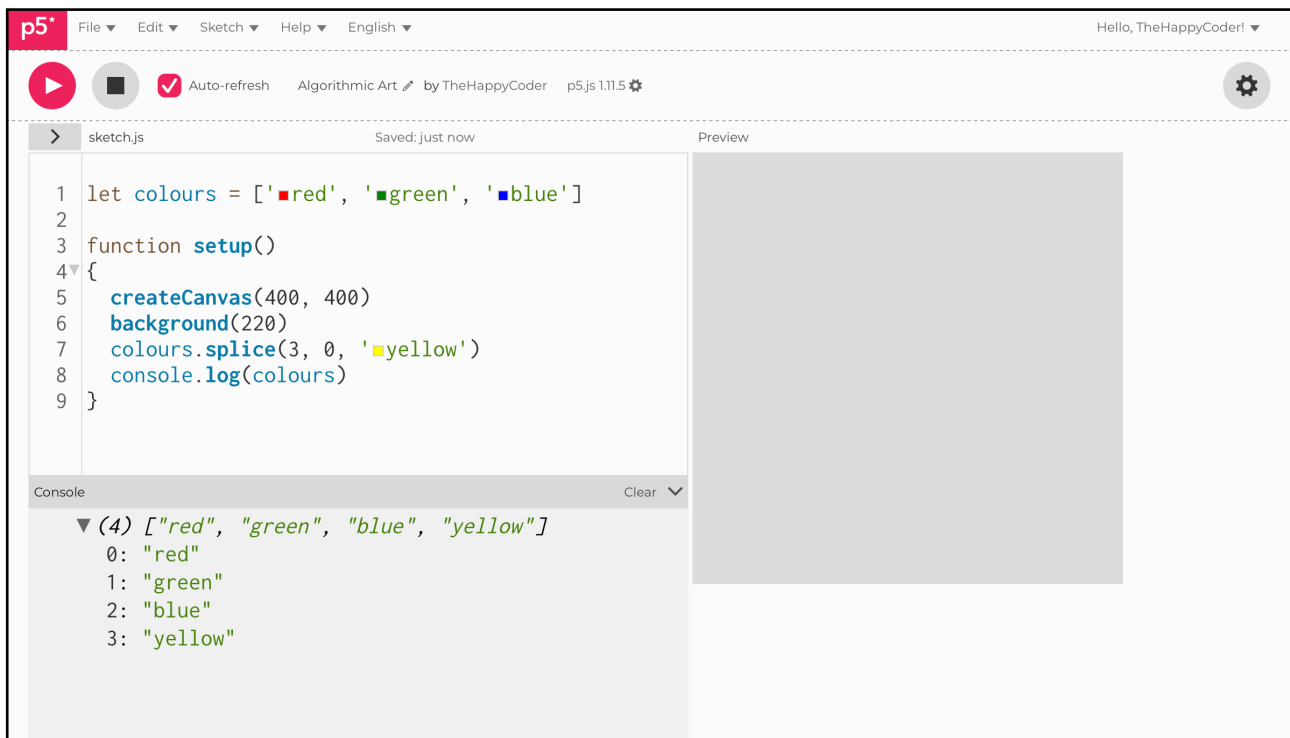 p5* File Edit Sketch Help English Hello, TheHappyCoder!
Auto-refresh Algorithmic Art by TheHappyCoder p5.js 1.11.5
sketch.js Saved: just now Preview
1 let colours = ['red', 'green', 'blue']
2
3 function setup()
4 {
5 createCanvas(400, 400)
6 background(220)
7 colours.splice(3, 0, 'yellow')
8 console.log(colours)
9 }
Console Clear
(4) ["red", "green", "blue", "yellow"]
0: "red"
1: "green"
2: "blue"
3: "yellow"